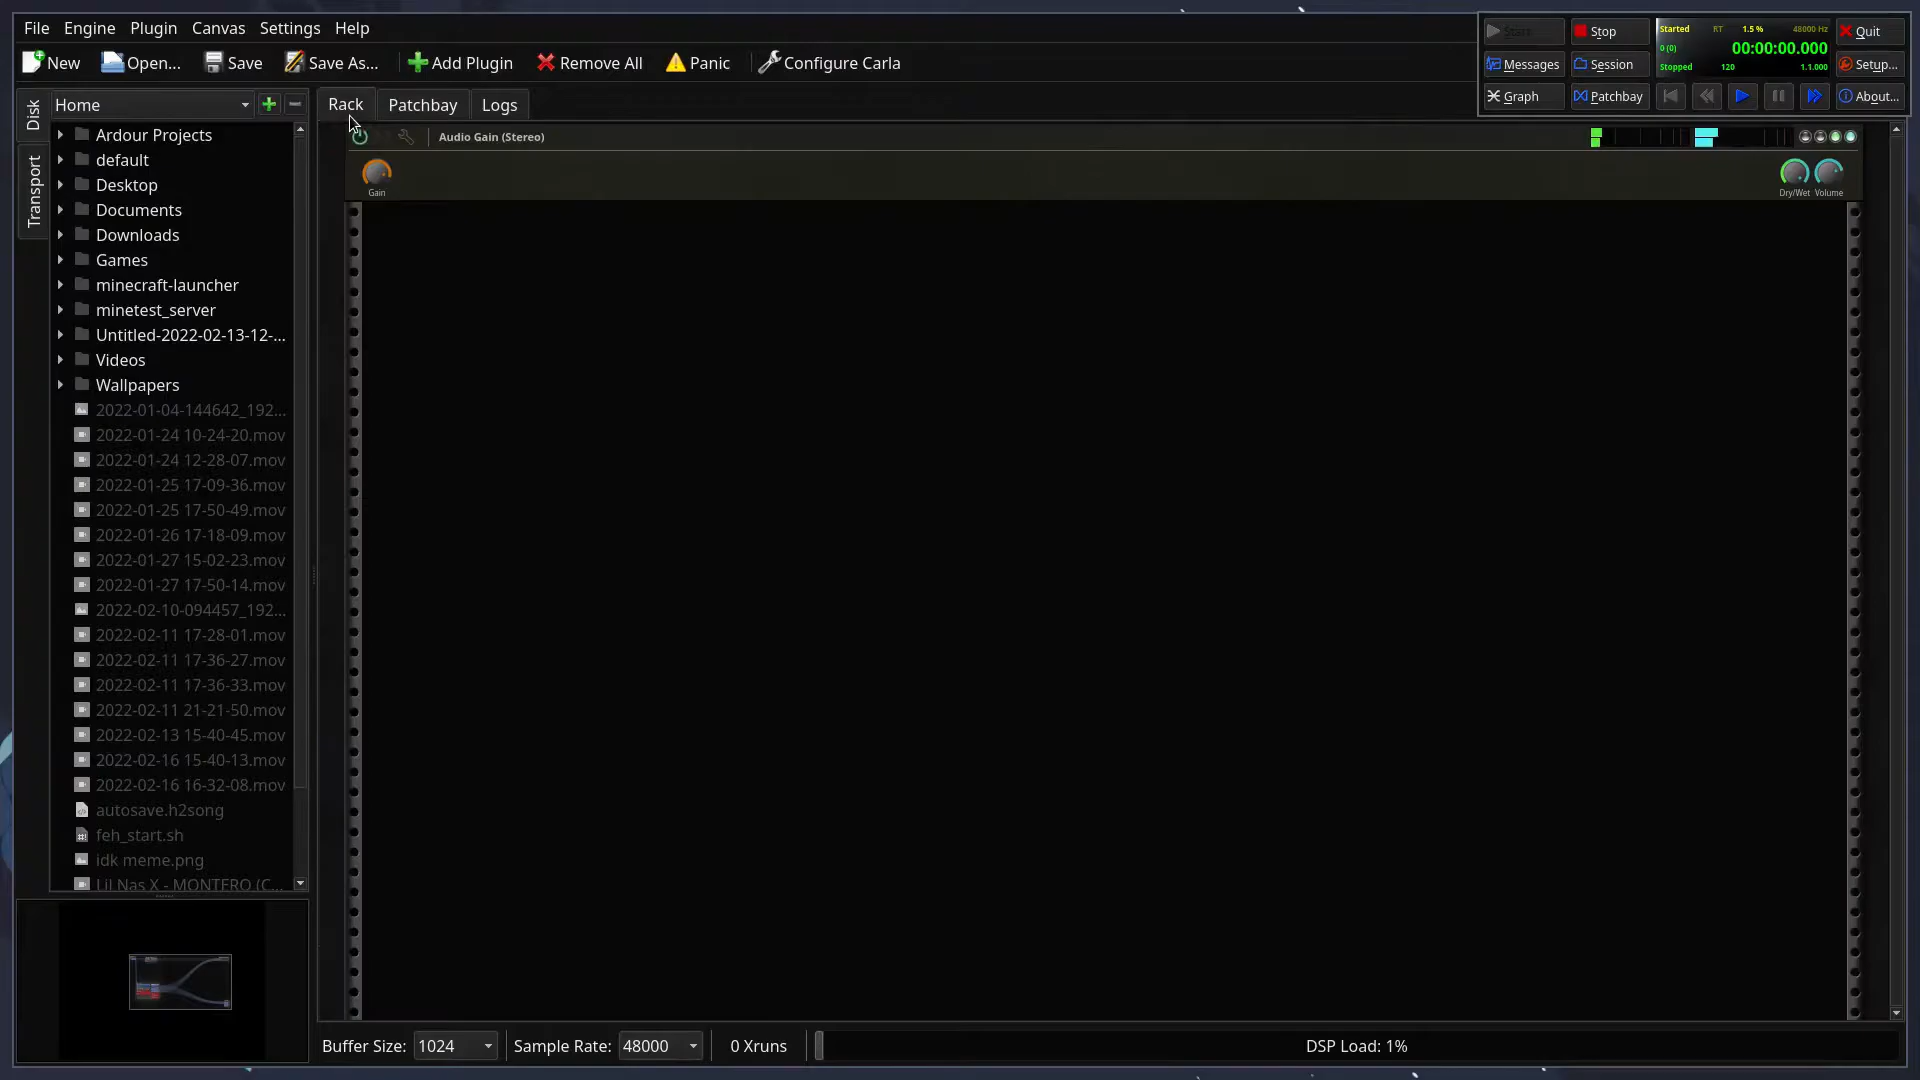 File Engine Plugin Canvas Settings Help
New Open... Save Save As... Add Plugin Remove All Panic Configure Carla
Start Stop Started RT 1.5 % 48000 Hz Quit
0 (0) 00:00:00.000
Messages Session Stopped 120 1.1.000 Setup...
Graph Patchbay About...
Disk
Transport
Home
Rack Patchbay Logs
Ardour Projects
default
Desktop
Documents
Downloads
Games
minecraft-launcher
minetest_server
Untitled-2022-02-13-12-...
Videos
Wallpapers
2022-01-04-144642_192...
2022-01-24 10-24-20.mov
2022-01-24 12-28-07.mov
2022-01-25 17-09-36.mov
2022-01-25 17-50-49.mov
2022-01-26 17-18-09.mov
2022-01-27 15-02-23.mov
2022-01-27 17-50-14.mov
2022-02-10-094457_192...
2022-02-11 17-28-01.mov
2022-02-11 17-36-27.mov
2022-02-11 17-36-33.mov
2022-02-11 21-21-50.mov
2022-02-13 15-40-45.mov
2022-02-16 15-40-13.mov
2022-02-16 16-32-08.mov
autosave.h2song
feh_start.sh
idk meme.png
Lil Nas X - MONTERO (C...
Audio Gain (Stereo)
Gain
Dry/Wet Volume
Buffer Size: 1024 Sample Rate: 48000 0 Xruns DSP Load: 1%